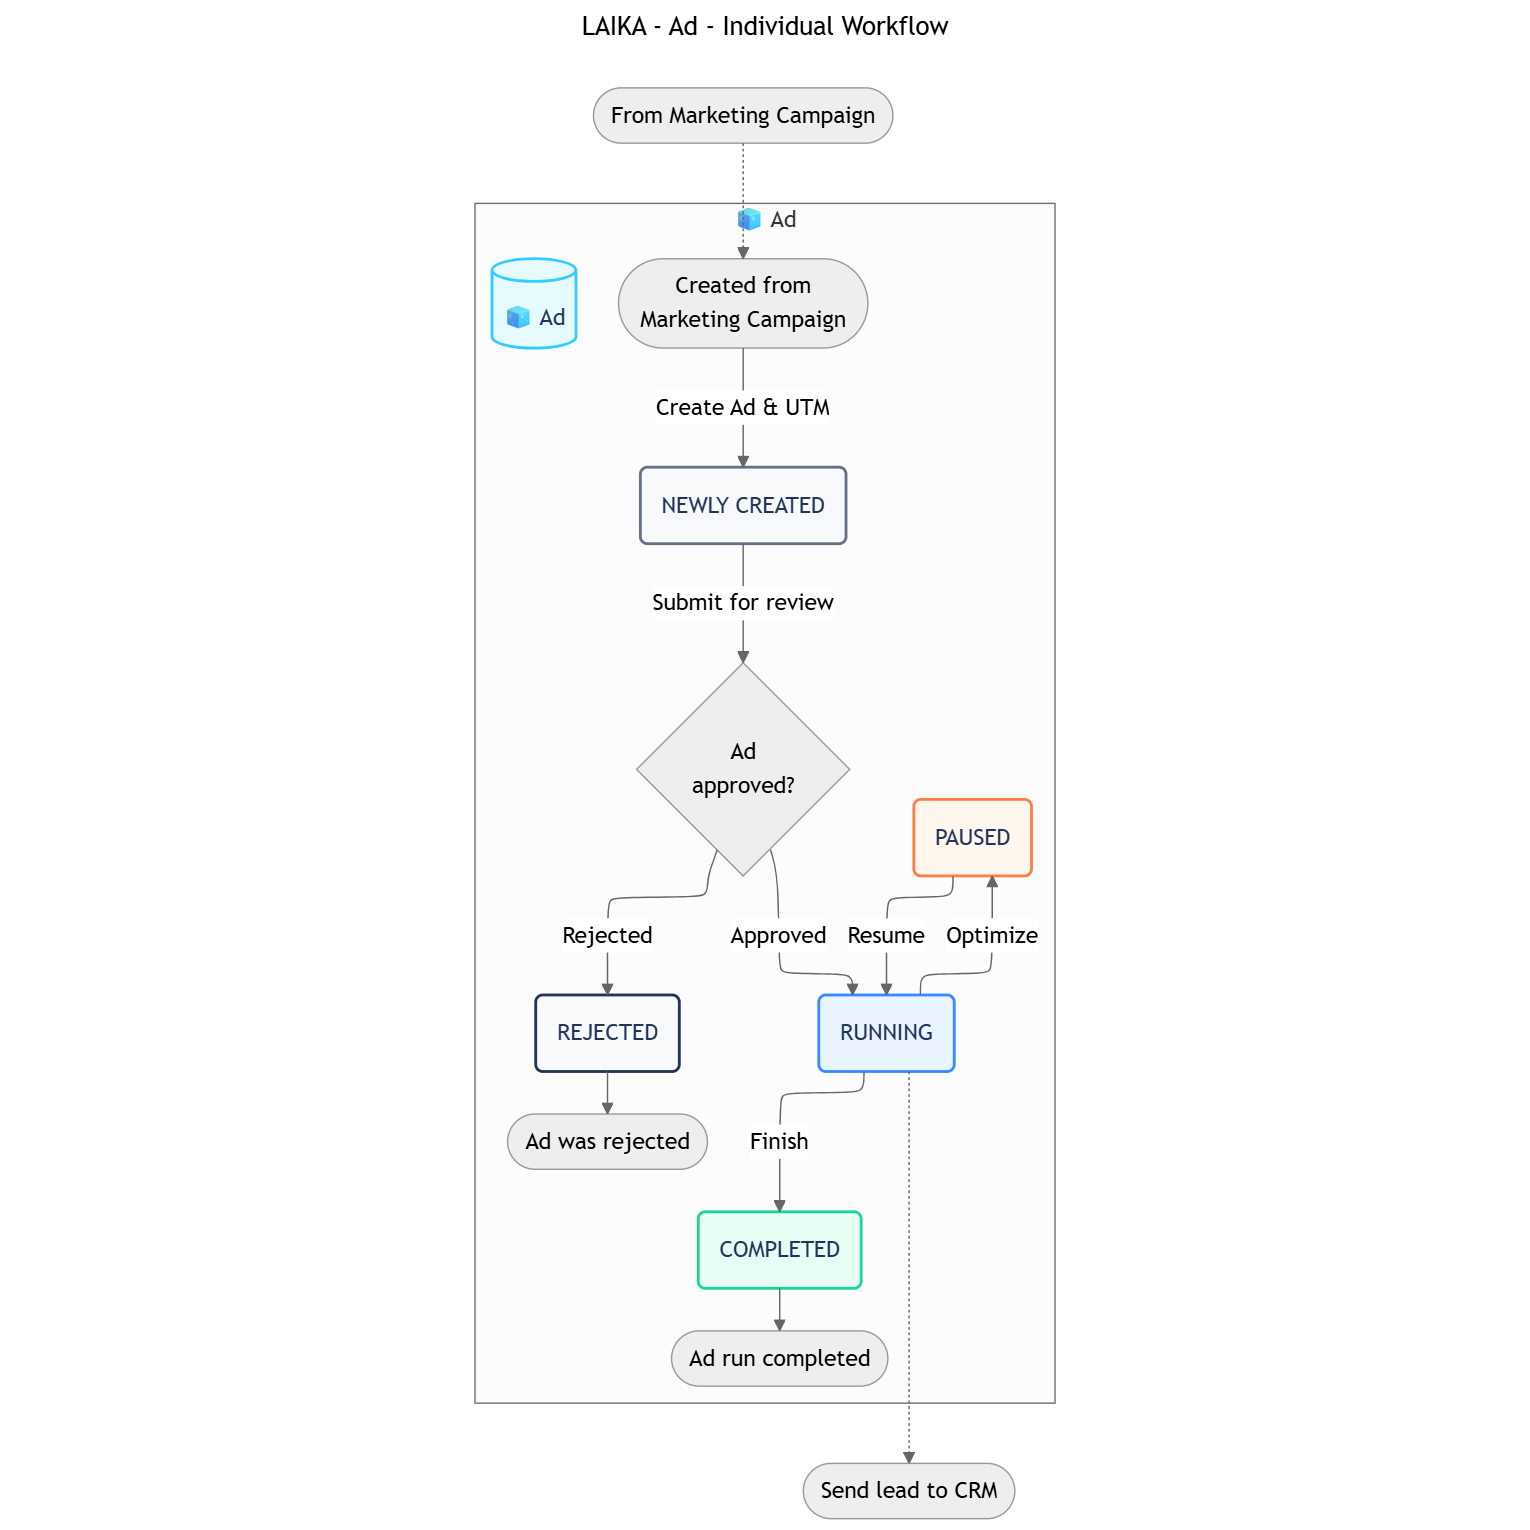 LAIKA - Ad - Individual Workflow
From Marketing Campaign
Ad
Ad
Created from
Marketing Campaign
Create Ad & UTM
NEWLY CREATED
Submit for review
Ad
approved?
PAUSED
Rejected
Approved
Resume
Optimize
REJECTED
RUNNING
Ad was rejected
Finish
COMPLETED
Ad run completed
Send lead to CRM